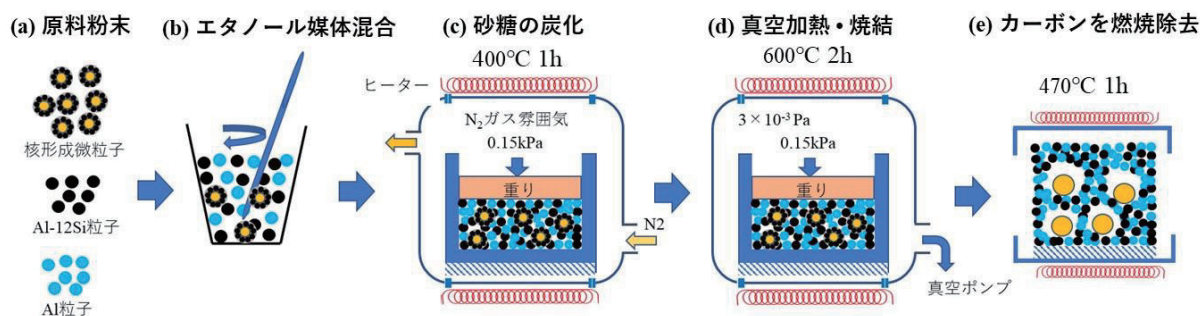 (a) 原料粉末
核形成微粒子
Al-12Si粒子
Al粒子
(b) エタノール媒体混合
(c) 砂糖の炭化
400℃ 1h
ヒーター
N₂ガス雰囲気
0.15kPa
重り
N2
(d) 真空加熱・焼結
600℃ 2h
3×10⁻³ Pa
0.15kPa
重り
真空ポンプ
(e) カーボンを燃焼除去
470℃ 1h